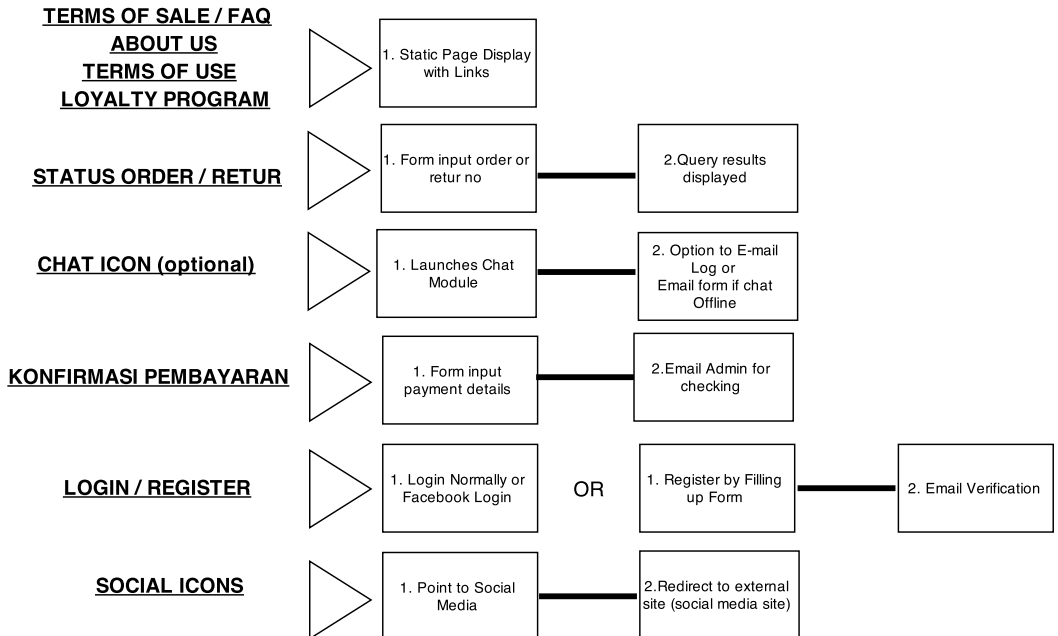 TERMS OF SALE / FAQ
ABOUT US
TERMS OF USE
LOYALTY PROGRAM
1. Static Page Display
with Links
STATUS ORDER / RETUR
1. Form input order or
retur no
2.Query results
displayed
CHAT ICON (optional)
1. Launches Chat
Module
2. Option to E-mail
Log or
Email form if chat
Offline
KONFIRMASI PEMBAYARAN
1. Form input
payment details
2.Email Admin for
checking
LOGIN / REGISTER
1. Login Normally or
Facebook Login
OR
1. Register by Filling
up Form
2. Email Verification
SOCIAL ICONS
1. Point to Social
Media
2.Redirect to external
site (social media site)